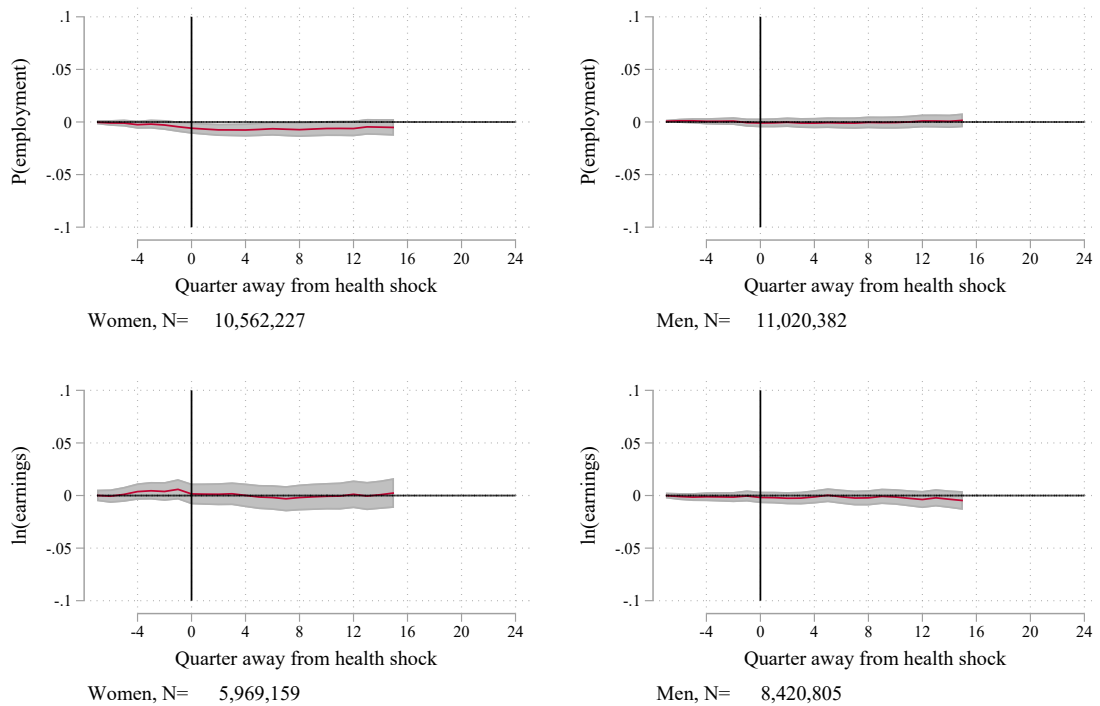 .1
.05
0
-.05
-.1
P(employment)
-4 0 4 8 12 16 20 24
Quarter away from health shock
Women, N= 10,562,227
.1
.05
0
-.05
-.1
P(employment)
-4 0 4 8 12 16 20 24
Quarter away from health shock
Men, N= 11,020,382
.1
.05
0
-.05
-.1
ln(earnings)
-4 0 4 8 12 16 20 24
Quarter away from health shock
Women, N= 5,969,159
.1
.05
0
-.05
-.1
ln(earnings)
-4 0 4 8 12 16 20 24
Quarter away from health shock
Men, N= 8,420,805